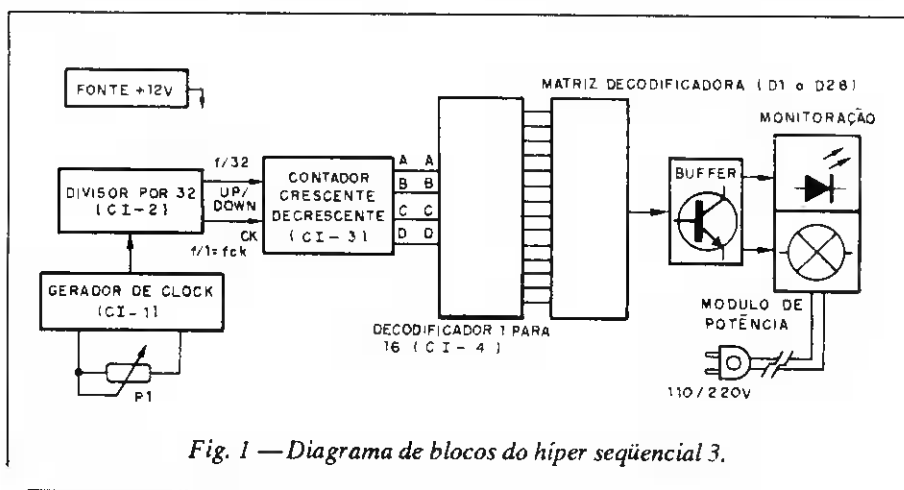 FONTE +12V
MATRIZ DECODIFICADORA (D1 a D28)
MONITORAÇÃO
f/32
DIVISOR POR 32
(CI-2)
UP/
DOWN
CK
f/1=fck
CONTADOR
CRESCENTE
DECRESCENTE
(CI-3)
A A
B B
C C
D D
BUFFER
GERADOR DE CLOCK
(CI-1)
P1
DECODIFICADOR 1 PARA
16 (CI-4)
MODULO DE
POTÊNCIA
110/220V
Fig. 1 — Diagrama de blocos do híper seqüencial 3.